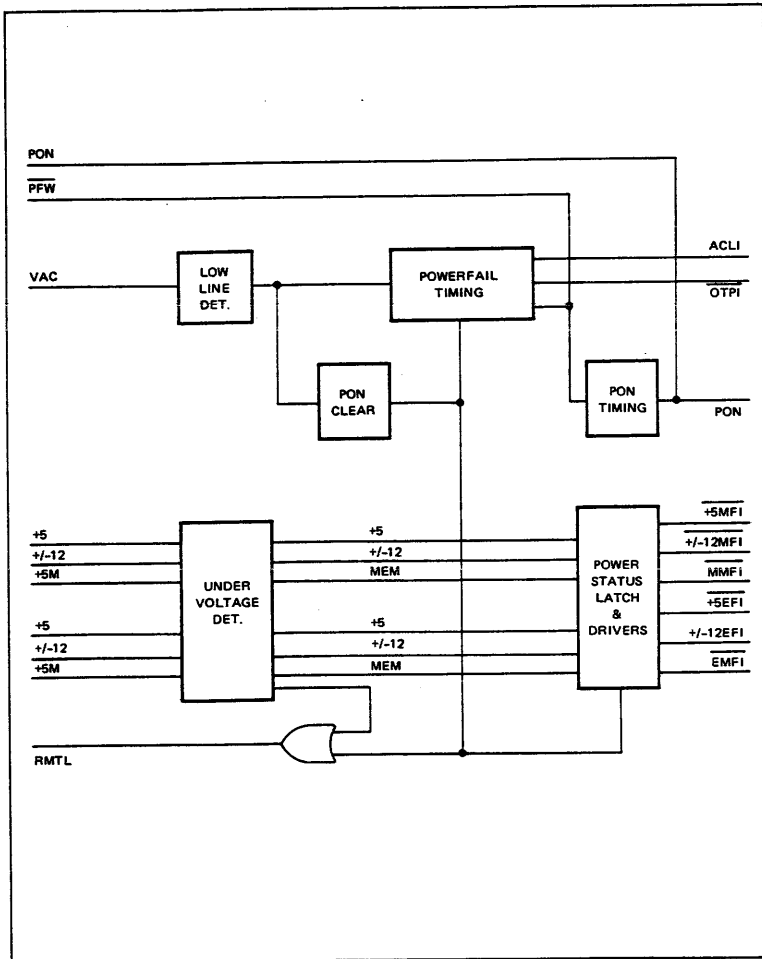 PON
PFW
VAC
LOW
LINE
DET.
POWERFAIL
TIMING
ACLI
OTPI
PON
CLEAR
PON
TIMING
PON
+5
+/-12
+5M
+5
+/-12
+5M
UNDER
VOLTAGE
DET.
+5
+/-12
MEM
+5
+/-12
MEM
POWER
STATUS
LATCH
&
DRIVERS
+5MFI
+/-12MFI
MMFI
+5EFI
+/-12EFI
EMFI
RMTL